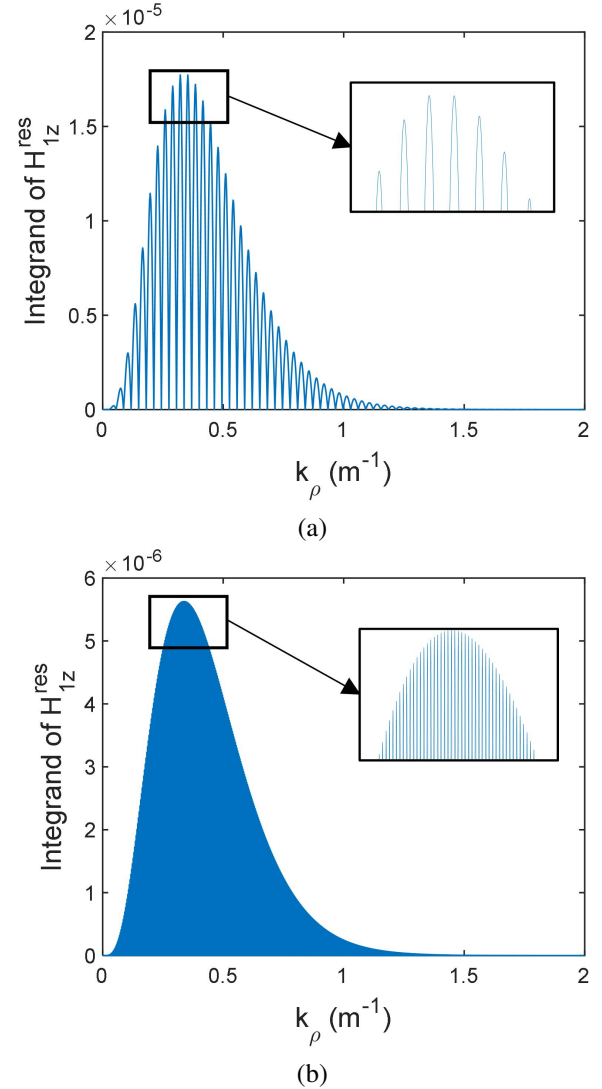 ×10⁻⁵
2
1.5
1
0.5
0
Integrand of H₁zʳᵉˢ
0 0.5 1 1.5 2
kρ (m⁻¹)
(a)
×10⁻⁶
6
5
4
3
2
1
0
Integrand of H₁zʳᵉˢ
0 0.5 1 1.5 2
kρ (m⁻¹)
(b)